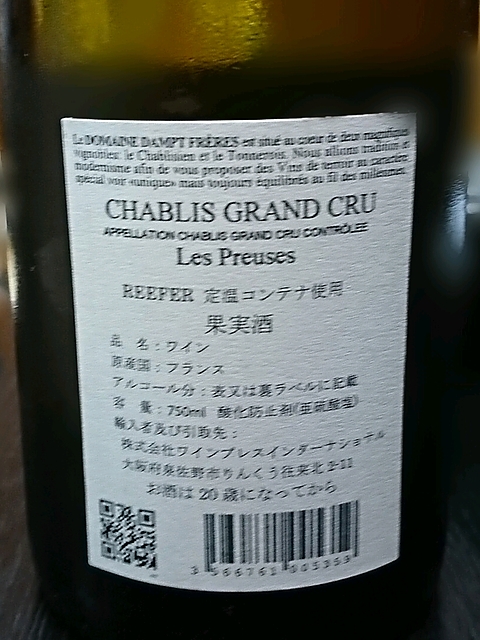 Le DOMAINE DAMPT FRÈRES est situé au coeur de deux magnifiques
vignobles: le Chablisien et le Tonnerrois. Nous allions tradition et
modernisme afin de vous proposer des Vins de terroir au caractère
spécial voir «unique» mais toujours équilibrés au fil des millesimes.
CHABLIS GRAND CRU
APPELLATION CHABLIS GRAND CRU CONTRÔLÉE
Les Preuses
REEFER 定温コンテナ使用
果実酒
品 名：ワイン
原産国：フランス
アルコール分：表又は裏ラベルに記載
容 量：750ml 酸化防止剤(亜硫酸塩)
輸入者及び引取先：
株式会社ワインプレスインターナショナル
大阪府泉佐野市りんくう往来北 2-11
お酒は 20 歳になってから
3 566761 005353